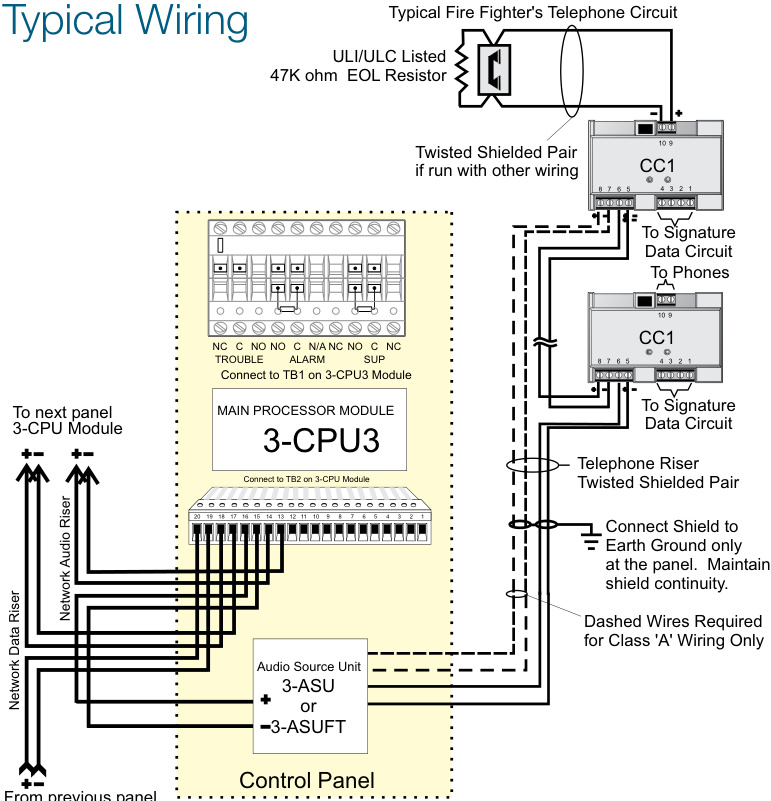 Typical Wiring
Typical Fire Fighter's Telephone Circuit
ULI/ULC Listed
47K ohm EOL Resistor
– +
10 9
CC1
8 7 6 5 4 3 2 1
+ – + –
Twisted Shielded Pair
if run with other wiring
To Signature
Data Circuit
To Phones
10 9
CC1
8 7 6 5 4 3 2 1
+ – + –
To Signature
Data Circuit
NC C NO NO C N/A NC NO C NC
TROUBLE ALARM SUP
Connect to TB1 on 3-CPU3 Module
MAIN PROCESSOR MODULE
3-CPU3
Connect to TB2 on 3-CPU Module
20 19 18 17 16 15 14 13 12 11 10 9 8 7 6 5 4 3 2 1
To next panel
3-CPU Module
+ – + –
Network Audio Riser
Network Data Riser
Telephone Riser
Twisted Shielded Pair
Connect Shield to
Earth Ground only
at the panel. Maintain
shield continuity.
Dashed Wires Required
for Class 'A' Wiring Only
Audio Source Unit
3-ASU
or
3-ASUFT
+
–
Control Panel
+ –
From previous panel